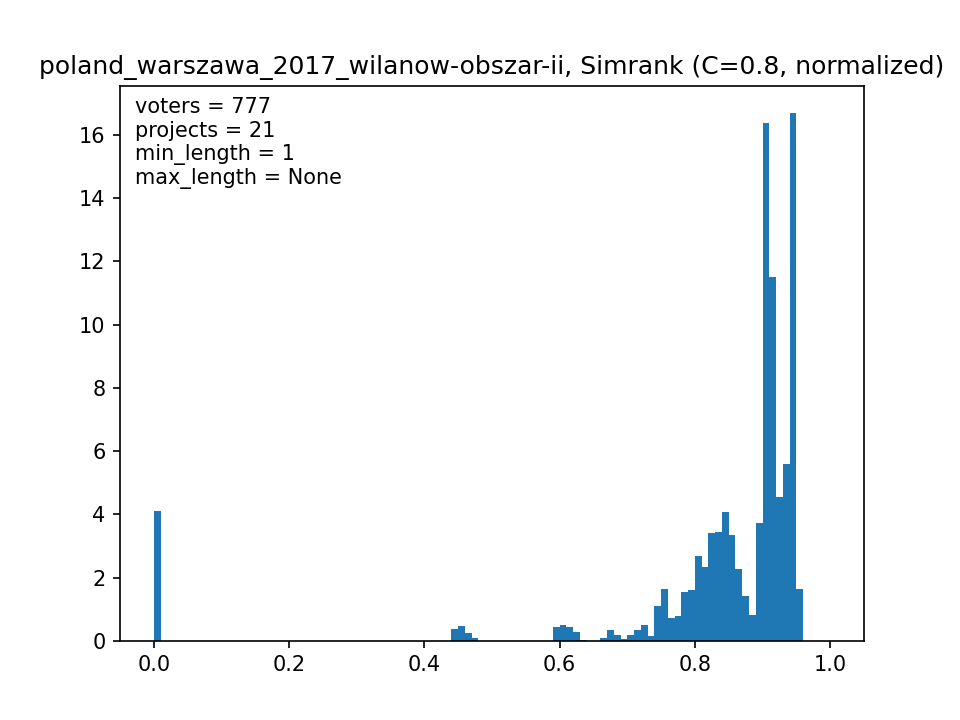 poland_warszawa_2017_wilanow-obszar-ii, Simrank (C=0.8, normalized)
voters = 777
projects = 21
min_length = 1
max_length = None
16
14
12
10
8
6
4
2
0
0.0 0.2 0.4 0.6 0.8 1.0